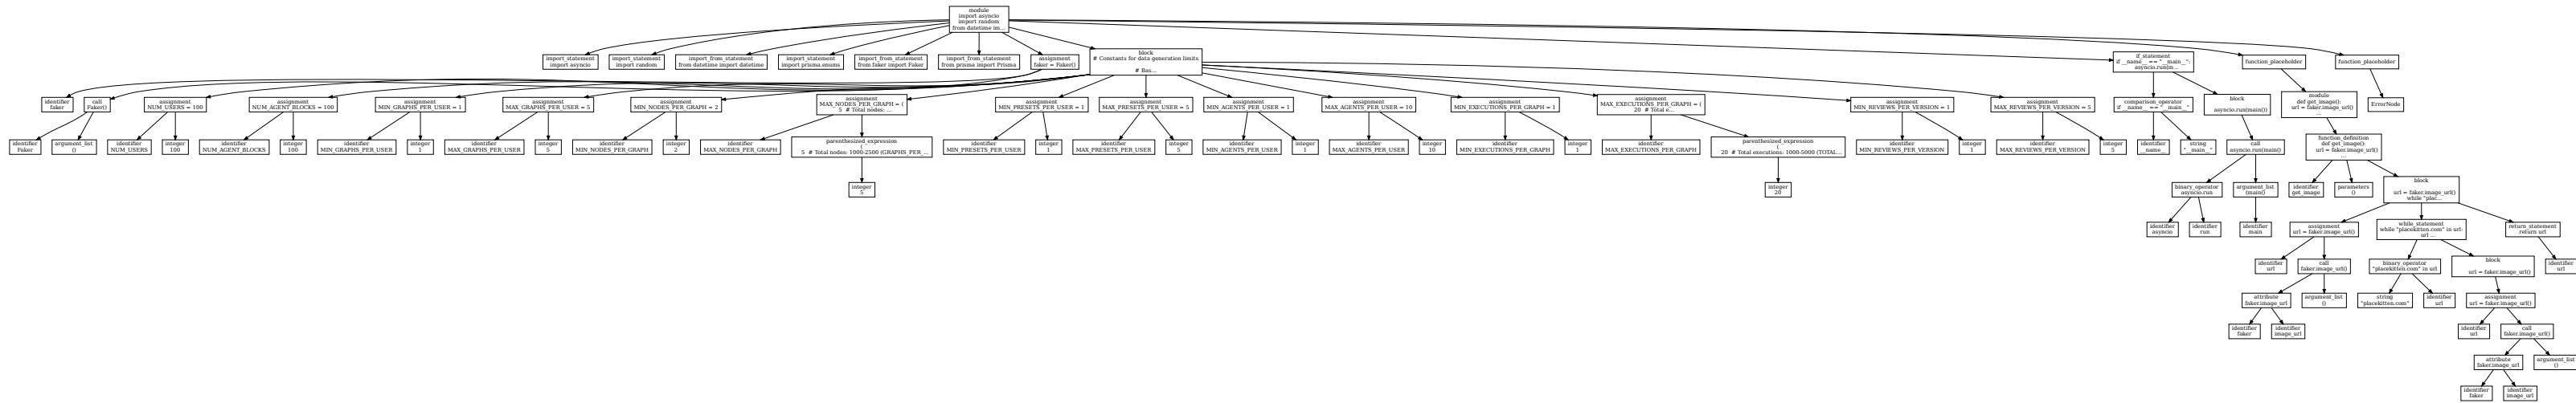 module
import asyncio
import random
from datetime im...
import_statement
import asyncio
import_statement
import random
import_from_statement
from datetime import datetime
import_statement
import prisma enums
import_from_statement
from faker import Faker
import_from_statement
from prisma import Prisma
assignment
faker = Faker()
block
# Constants for data generation limits
# Bas...
if_statement
if __name__ == "__main__":
asyncio.run(m...
function_placeholder
function_placeholder
identifier
faker
call
Faker()
assignment
NUM_USERS = 100
assignment
NUM_AGENT_BLOCKS = 100
assignment
MIN_GRAPHS_PER_USER = 1
assignment
MAX_GRAPHS_PER_USER = 5
assignment
MIN_NODES_PER_GRAPH = 2
assignment
MAX_NODES_PER_GRAPH = (
5 # Total nodes: ...
assignment
MIN_PRESETS_PER_USER = 1
assignment
MAX_PRESETS_PER_USER = 5
assignment
MIN_AGENTS_PER_USER = 1
assignment
MAX_AGENTS_PER_USER = 10
assignment
MIN_EXECUTIONS_PER_GRAPH = 1
assignment
MAX_EXECUTIONS_PER_GRAPH = (
20 # Total e...
assignment
MIN_REVIEWS_PER_VERSION = 1
assignment
MAX_REVIEWS_PER_VERSION = 5
comparison_operator
if __name__ == "__main__"
block
asyncio.run(main())
module
def get_image():
url = faker.image_url()
...
ErrorNode
identifier
Faker
argument_list
()
identifier
NUM_USERS
integer
100
identifier
NUM_AGENT_BLOCKS
integer
100
identifier
MIN_GRAPHS_PER_USER
integer
1
identifier
MAX_GRAPHS_PER_USER
integer
5
identifier
MIN_NODES_PER_GRAPH
integer
2
identifier
MAX_NODES_PER_GRAPH
parenthesized_expression
(
5 # Total nodes: 1000-2500 (GRAPHS_PER_...
identifier
MIN_PRESETS_PER_USER
integer
1
identifier
MAX_PRESETS_PER_USER
integer
5
identifier
MIN_AGENTS_PER_USER
integer
1
identifier
MAX_AGENTS_PER_USER
integer
10
identifier
MIN_EXECUTIONS_PER_GRAPH
integer
1
identifier
MAX_EXECUTIONS_PER_GRAPH
parenthesized_expression
(
20 # Total executions: 1000-5000 (TOTAL...
identifier
MIN_REVIEWS_PER_VERSION
integer
1
identifier
MAX_REVIEWS_PER_VERSION
integer
5
identifier
__name__
string
"__main__"
call
asyncio.run(main()
function_definition
def get_image():
url = faker.image_url()
...
integer
5
integer
20
binary_operator
asyncio.run
argument_list
(main()
identifier
get_image
parameters
()
block
url = faker.image_url()
while "plac...
identifier
asyncio
identifier
run
identifier
main
assignment
url = faker.image_url()
while_statement
while "placekitten.com" in url:
url ...
return_statement
return url
identifier
url
call
faker.image_url()
binary_operator
"placekitten.com" in url
block
url = faker.image_url()
identifier
url
attribute
faker.image_url
argument_list
()
string
"placekitten.com"
identifier
url
assignment
url = faker.image_url()
identifier
faker
identifier
image_url
identifier
url
call
faker.image_url()
attribute
faker.image_url
argument_list
()
identifier
faker
identifier
image_url